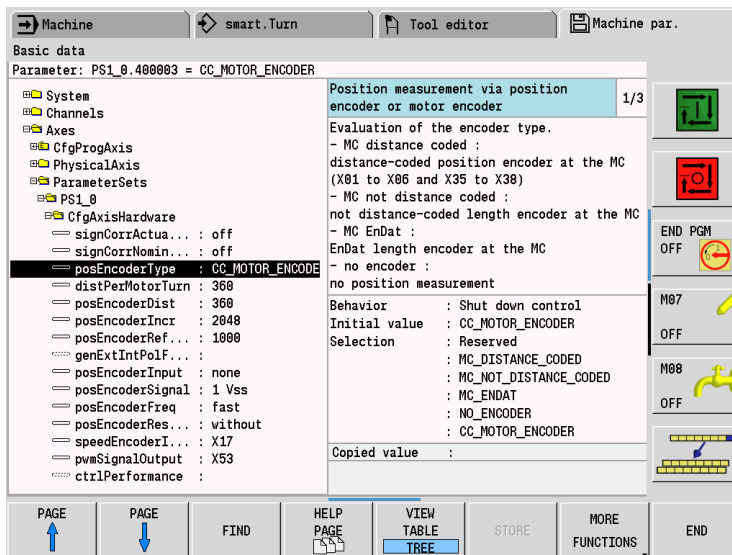 Machine
smart.Turn
Tool editor
Machine par.
Basic data
Parameter: PS1_0.400003 = CC_MOTOR_ENCODER
System
Channels
Axes
CfgProgAxis
PhysicalAxis
ParameterSets
PS1_0
CfgAxisHardware
signCorrActua... : off
signCorrNomin... : off
posEncoderType : CC_MOTOR_ENCODE
distPerMotorTurn : 360
posEncoderDist : 360
posEncoderIncr : 2048
posEncoderRef... : 1000
genExtIntPolF... :
posEncoderInput : none
posEncoderSignal : 1 Vss
posEncoderFreq : fast
posEncoderRes... : without
speedEncoderI... : X17
pwmSignalOutput : X53
ctrlPerformance :
Position measurement via position
encoder or motor encoder
1/3
Evaluation of the encoder type.
– MC distance coded :
distance-coded position encoder at the MC
(X01 to X06 and X35 to X38)
– MC not distance coded :
not distance-coded length encoder at the MC
– MC EnDat :
EnDat length encoder at the MC
– no encoder :
no position measurement
Behavior : Shut down control
Initial value : CC_MOTOR_ENCODER
Selection : Reserved
: MC_DISTANCE_CODED
: MC_NOT_DISTANCE_CODED
: MC_ENDAT
: NO_ENCODER
: CC_MOTOR_ENCODER
Copied value :
END PGM
OFF
M07
OFF
M08
OFF
PAGE
PAGE
FIND
HELP
PAGE
VIEW
TABLE
TREE
STORE
MORE
FUNCTIONS
END